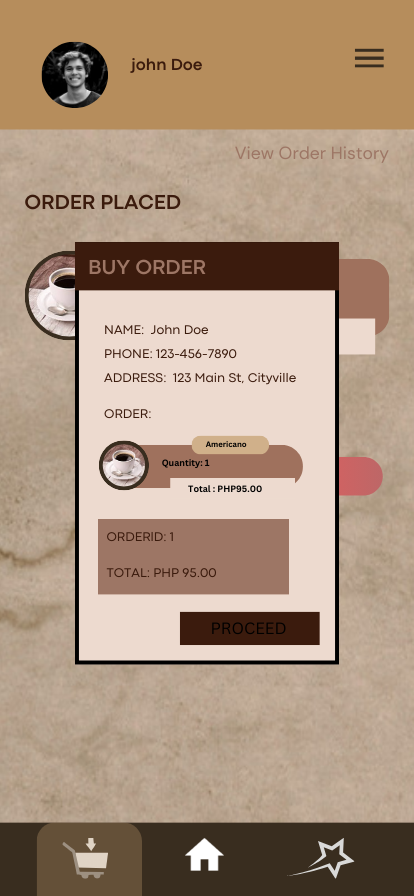 john Doe
View Order History
ORDER PLACED
BUY ORDER
NAME:  John Doe
PHONE: 123-456-7890
ADDRESS:  123 Main St, Cityville
ORDER:
Americano
Quantity: 1
Total : PHP95.00
ORDERID: 1
TOTAL: PHP 95.00
PROCEED